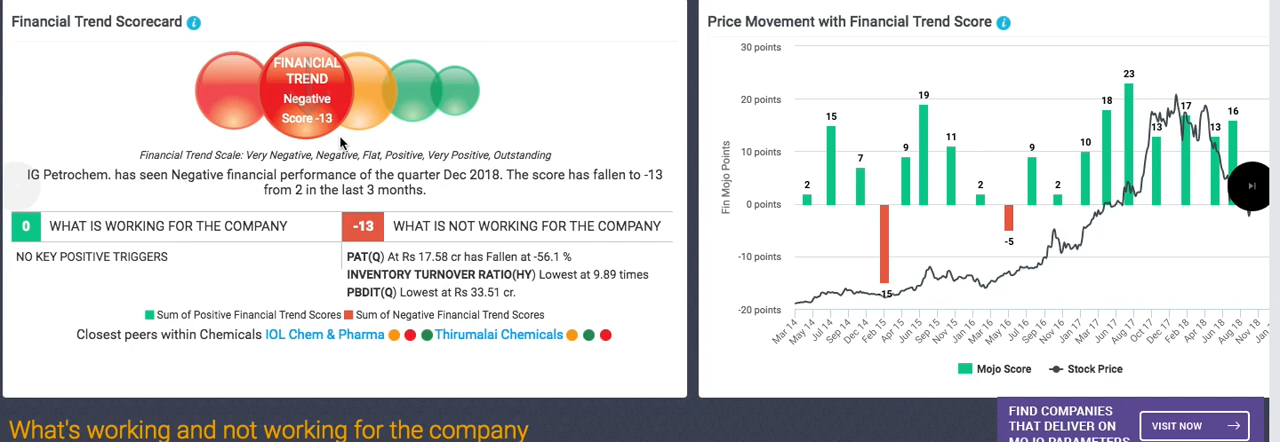 Financial Trend Scorecard
FINANCIAL
TREND
Negative
Score -13
Financial Trend Scale: Very Negative, Negative, Flat, Positive, Very Positive, Outstanding
IG Petrochem. has seen Negative financial performance of the quarter Dec 2018. The score has fallen to -13
from 2 in the last 3 months.
0 WHAT IS WORKING FOR THE COMPANY
-13 WHAT IS NOT WORKING FOR THE COMPANY
NO KEY POSITIVE TRIGGERS
PAT(Q) At Rs 17.58 cr has Fallen at -56.1 %
INVENTORY TURNOVER RATIO(HY) Lowest at 9.89 times
PBDIT(Q) Lowest at Rs 33.51 cr.
Sum of Positive Financial Trend Scores Sum of Negative Financial Trend Scores
Closest peers within Chemicals IOL Chem & Pharma Thirumalai Chemicals
Price Movement with Financial Trend Score
Fin Mojo Points
30 points
20 points
10 points
0 points
-10 points
-20 points
2 15 7 -15 9 19 11 2 -5 9 2 10 18 23 13 17 13 16
Mar 14 May 14 Jul 14 Sep 14 Dec 14 Feb 15 Apr 15 Jun 15 Sep 15 Nov 15 Jan 16 Mar 16 May 16 Jul 16 Sep 16 Nov 16 Jan 17 Mar 17 Jun 17 Aug 17 Oct 17 Dec 17 Feb 18 Apr 18 Jun 18 Aug 18 Nov 18 Jan
Mojo Score Stock Price
What's working and not working for the company
FIND COMPANIES
THAT DELIVER ON
MOJO PARAMETERS
VISIT NOW